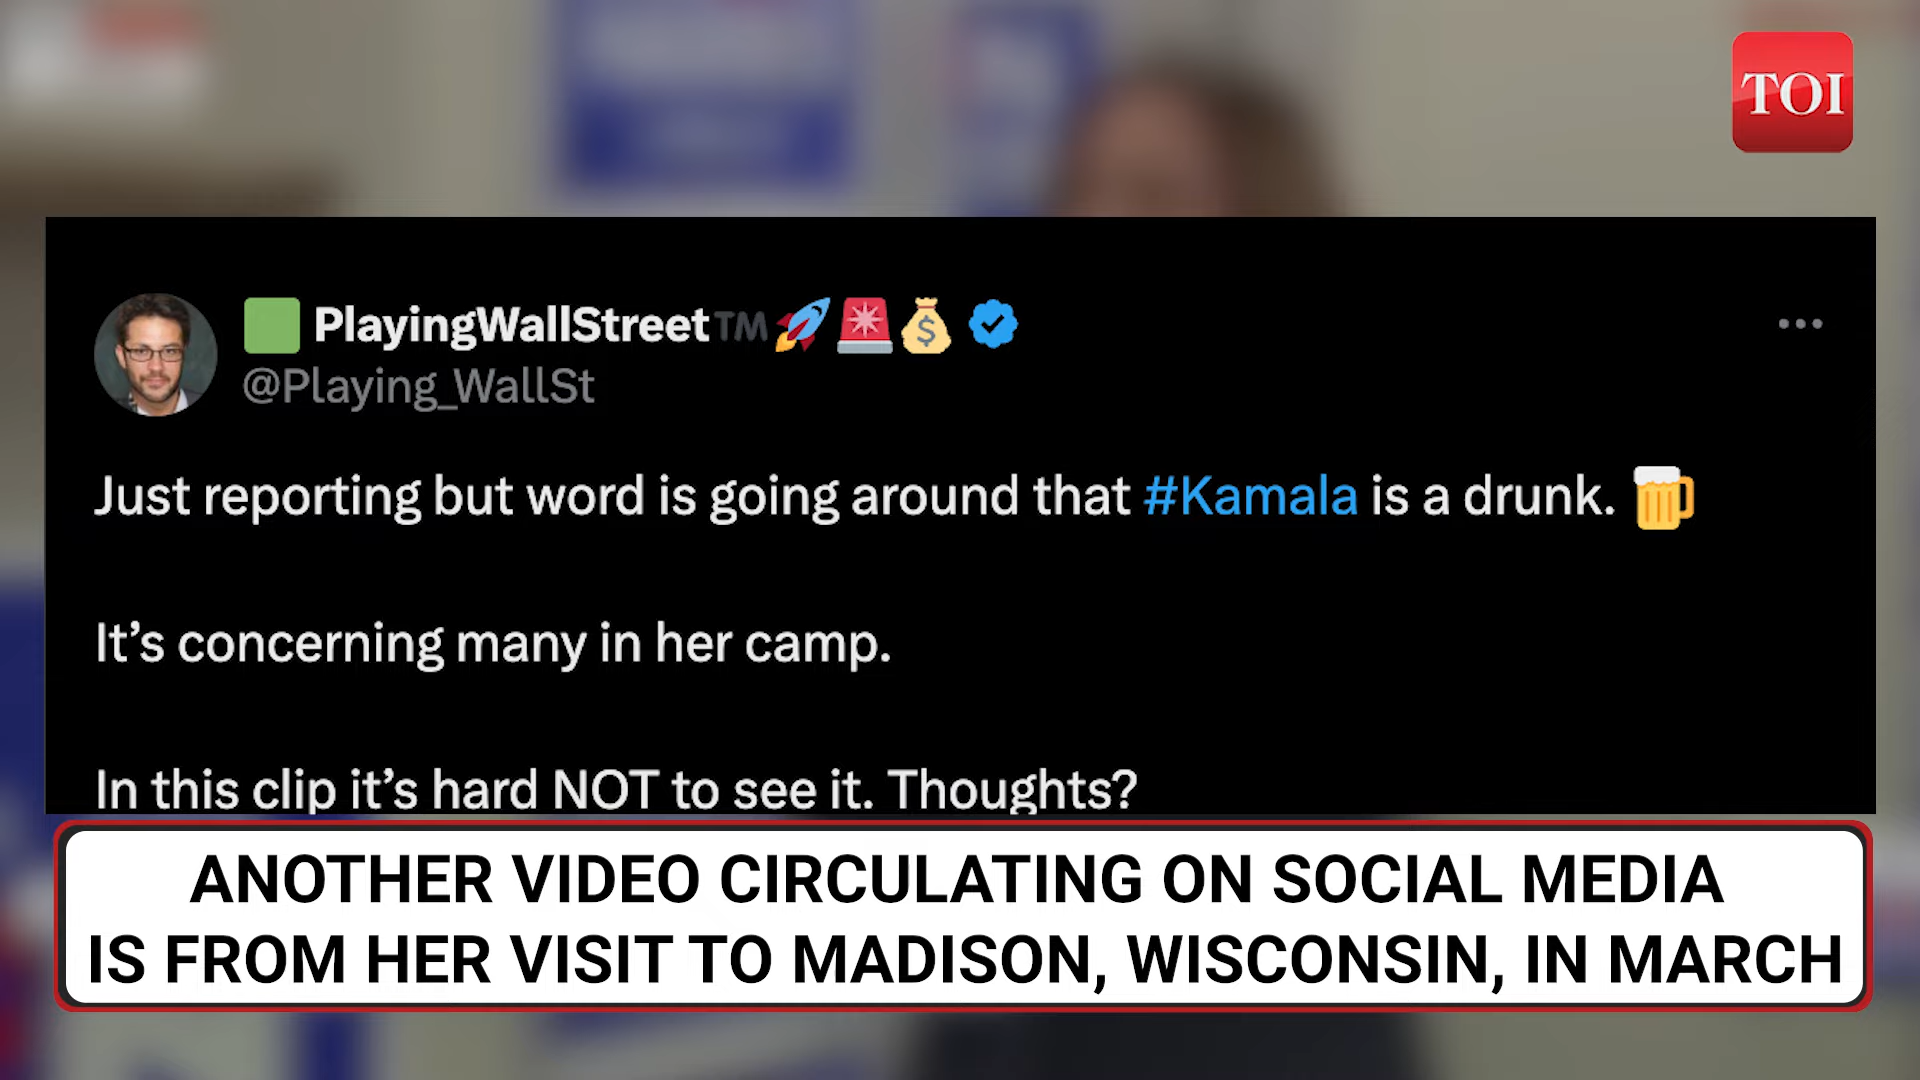 TOI
PlayingWallStreet™
@Playing_WallSt
Just reporting but word is going around that #Kamala is a drunk.
It’s concerning many in her camp.
In this clip it’s hard NOT to see it. Thoughts?
ANOTHER VIDEO CIRCULATING ON SOCIAL MEDIA
IS FROM HER VISIT TO MADISON, WISCONSIN, IN MARCH